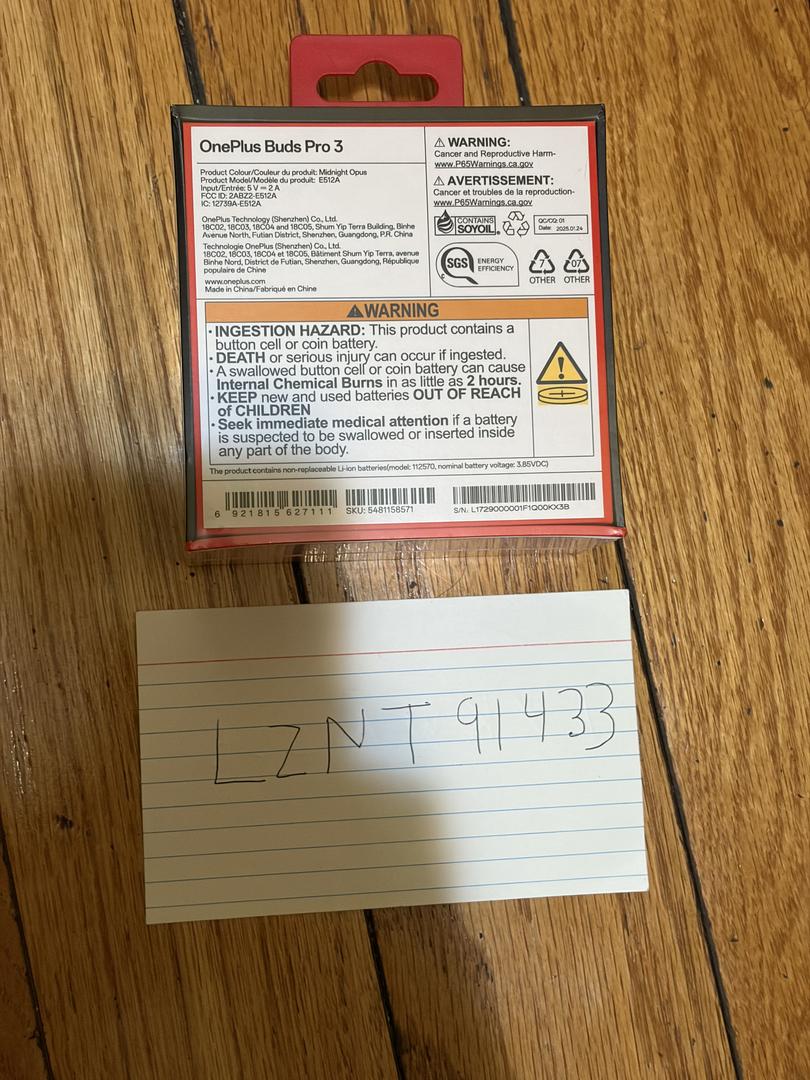 OnePlus Buds Pro 3
Product Colour/Couleur du produit: Midnight Opus
Product Model/Modèle du produit: E512A
Input/Entrée: 5 V ⎓ 2 A
FCC ID: 2ABZ2-E512A
IC: 12739A-E512A
OnePlus Technology (Shenzhen) Co., Ltd.
18C02, 18C03, 18C04 and 18C05, Shum Yip Terra Building, Binhe
Avenue North, Futian District, Shenzhen, Guangdong, P.R. China
Technologie OnePlus (Shenzhen) Co., Ltd.
18C02, 18C03, 18C04 et 18C05, Bâtiment Shum Yip Terra, avenue
Binhe Nord, District de Futian, Shenzhen, Guangdong, République
populaire de Chine
www.oneplus.com
Made in China/Fabriqué en Chine
⚠ WARNING:
Cancer and Reproductive Harm-
www.P65Warnings.ca.gov
⚠ AVERTISSEMENT:
Cancer et troubles de la reproduction-
www.P65Warnings.ca.gov
CONTAINS
SOYOIL
QC/CQ: 01
Date: 2025.01.24
SGS ENERGY
EFFICIENCY
7
OTHER
07
OTHER
⚠WARNING
• INGESTION HAZARD: This product contains a
button cell or coin battery.
• DEATH or serious injury can occur if ingested.
• A swallowed button cell or coin battery can cause
Internal Chemical Burns in as little as 2 hours.
• KEEP new and used batteries OUT OF REACH
of CHILDREN
• Seek immediate medical attention if a battery
is suspected to be swallowed or inserted inside
any part of the body.
The product contains non-replaceable Li-ion batteries(model: 112570, nominal battery voltage: 3.85VDC)
6 921815 627111
SKU: 5481158571
S/N: L1729000001F1Q00KX3B
LZNT 91433